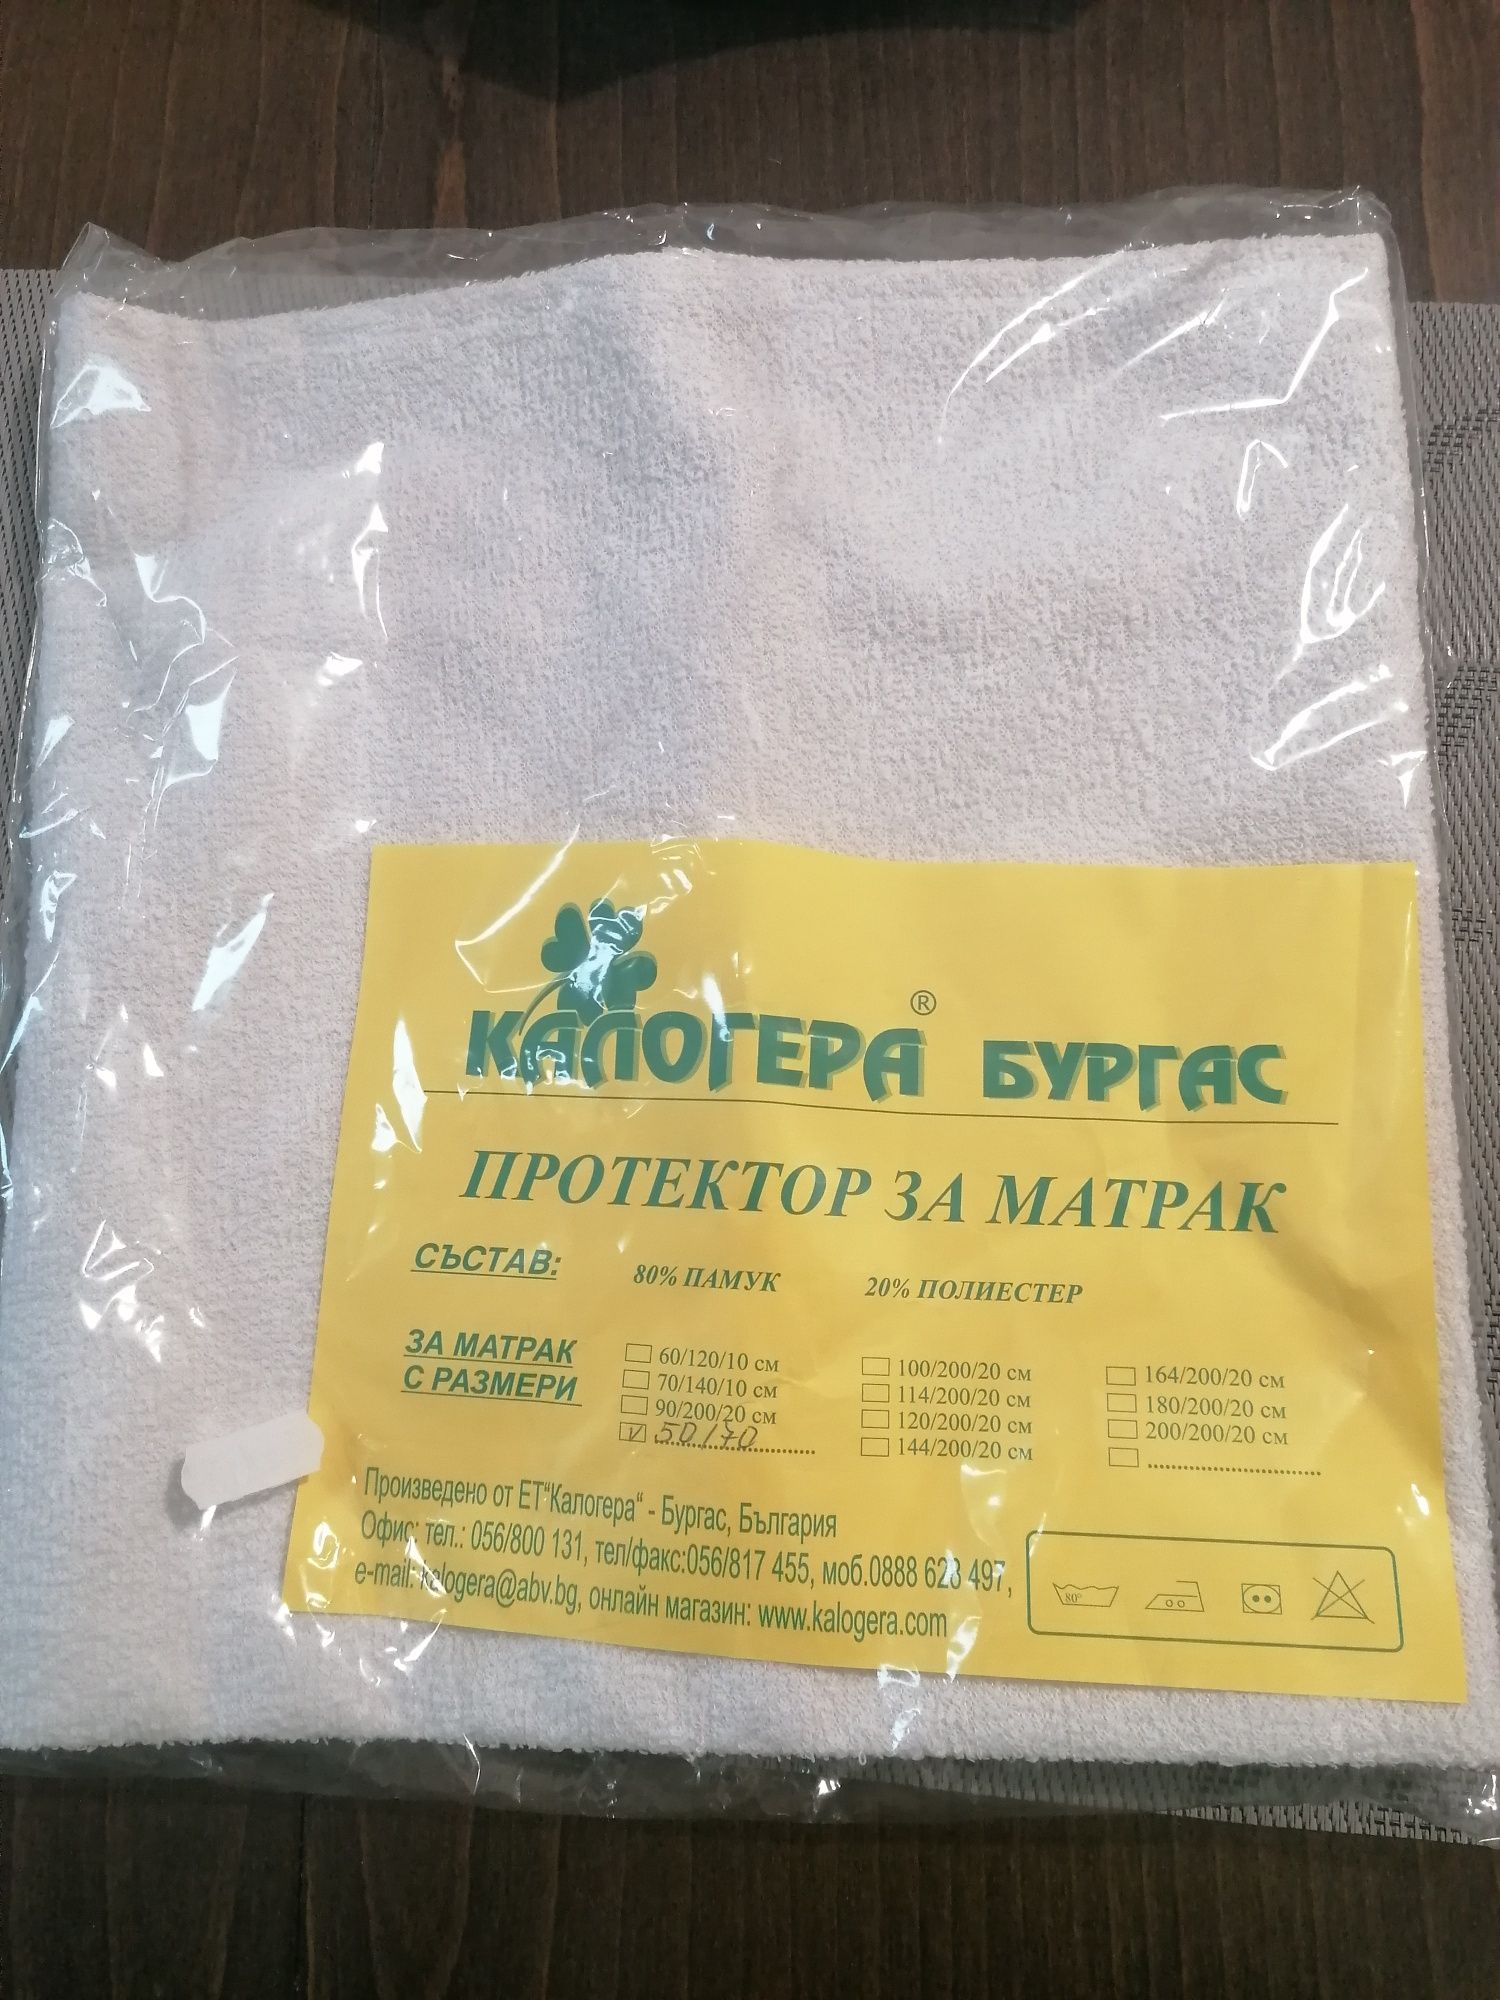 КАЛОГЕРА® БУРГАС
ПРОТЕКТОР ЗА МАТРАК
СЪСТАВ: 80% ПАМУК 20% ПОЛИЕСТЕР
ЗА МАТРАК
С РАЗМЕРИ
60/120/10 см
70/140/10 см
90/200/20 см
V 50/70
100/200/20 см
114/200/20 см
120/200/20 см
144/200/20 см
164/200/20 см
180/200/20 см
200/200/20 см
Произведено от ЕТ"Калогера" - Бургас, България
Офис: тел.: 056/800 131, тел/факс:056/817 455, моб.0888 628 497,
e-mail: kalogera@abv.bg, онлайн магазин: www.kalogera.com
80°